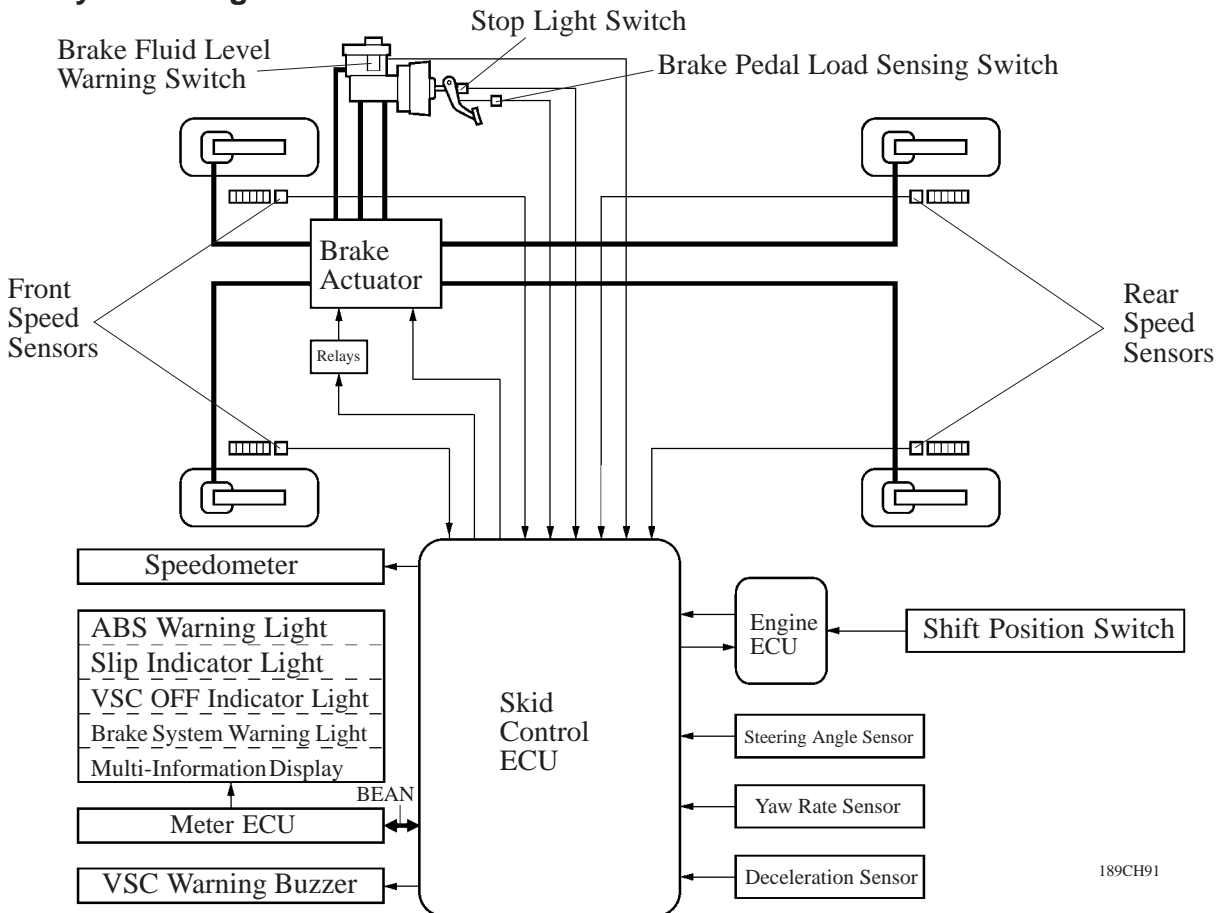 Stop Light Switch
Brake Fluid Level
Warning Switch
Brake Pedal Load Sensing Switch
Brake
Actuator
Front
Speed
Sensors
Rear
Speed
Sensors
Relays
Speedometer
ABS Warning Light
Slip Indicator Light
VSC OFF Indicator Light
Brake System Warning Light
Multi-Information Display
BEAN
Meter ECU
VSC Warning Buzzer
Skid
Control
ECU
Engine
ECU
Shift Position Switch
Steering Angle Sensor
Yaw Rate Sensor
Deceleration Sensor
189CH91